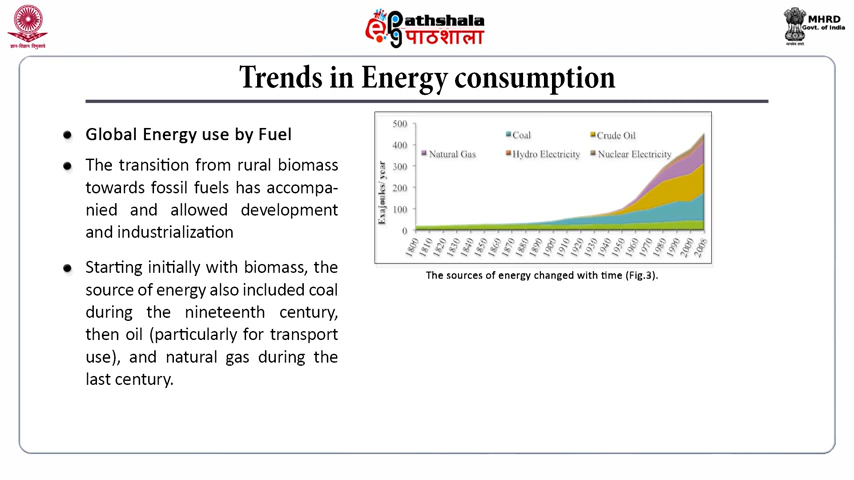 ज्ञान-विज्ञान विमुक्तये
ePathshala
पाठशाला
MHRD
Govt. of India
सत्यमेव जयते
Trends in Energy consumption
Global Energy use by Fuel
The transition from rural biomass
towards fossil fuels has accompa-
nied and allowed development
and industrialization
Starting initially with biomass, the
source of energy also included coal
during the nineteenth century,
then oil (particularly for transport
use), and natural gas during the
last century.
Exajoules/ year
500
400
300
200
100
0
Coal
Crude Oil
Natural Gas
Hydro Electricity
Nuclear Electricity
1800
1810
1820
1830
1840
1850
1860
1870
1880
1890
1900
1910
1920
1930
1940
1950
1960
1970
1980
1990
2000
2008
The sources of energy changed with time (Fig.3).